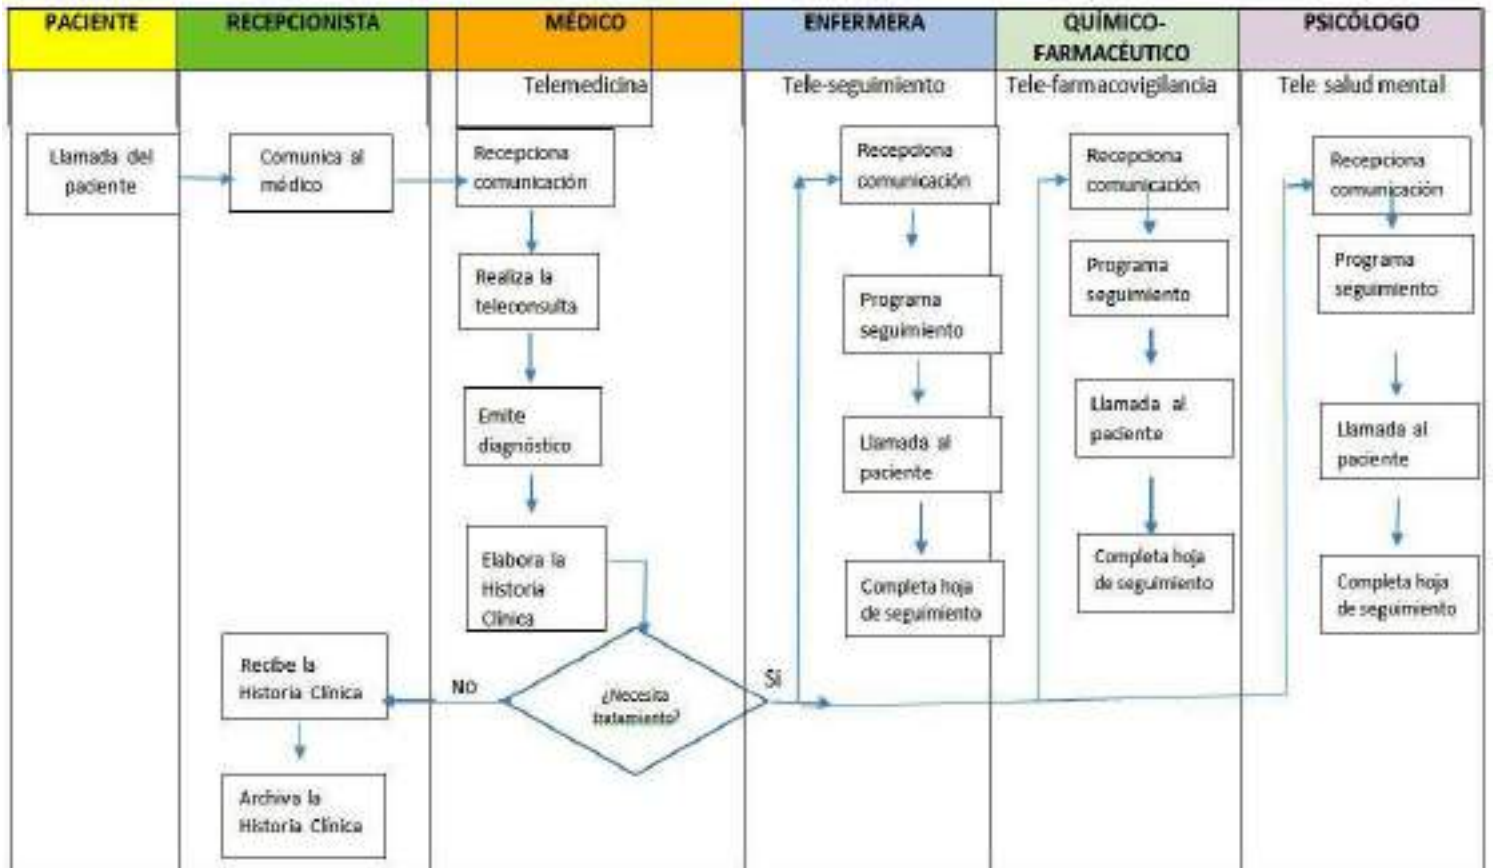 PACIENTE
RECEPCIONISTA
MÉDICO
ENFERMERA
QUÍMICO-
FARMACÉUTICO
PSICÓLOGO
Telemedicina
Tele-seguimiento
Tele-farmacovigilancia
Tele salud mental
Llamada del
paciente
Comunica al
médico
Recepciona
comunicación
Realiza la
teleconsulta
Emite
diagnóstico
Elabora la
Historia
Clínica
¿Necesita
tratamiento?
NO
Si
Recibe la
Historia Clínica
Archiva la
Historia Clínica
Recepciona
comunicación
Programa
seguimiento
Llamada al
paciente
Completa hoja
de seguimiento
Recepciona
comunicación
Programa
seguimiento
Llamada al
paciente
Completa hoja
de seguimiento
Recepciona
comunicación
Programa
seguimiento
Llamada al
paciente
Completa hoja
de seguimiento